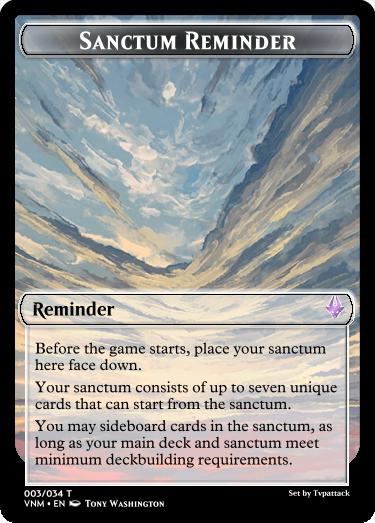 Sanctum Reminder
Reminder
Before the game starts, place your sanctum
here face down.
Your sanctum consists of up to seven unique
cards that can start from the sanctum.
You may sideboard cards in the sanctum, as
long as your main deck and sanctum meet
minimum deckbuilding requirements.
003/034 T
Set by Tvpattack
VNM • EN Tony Washington